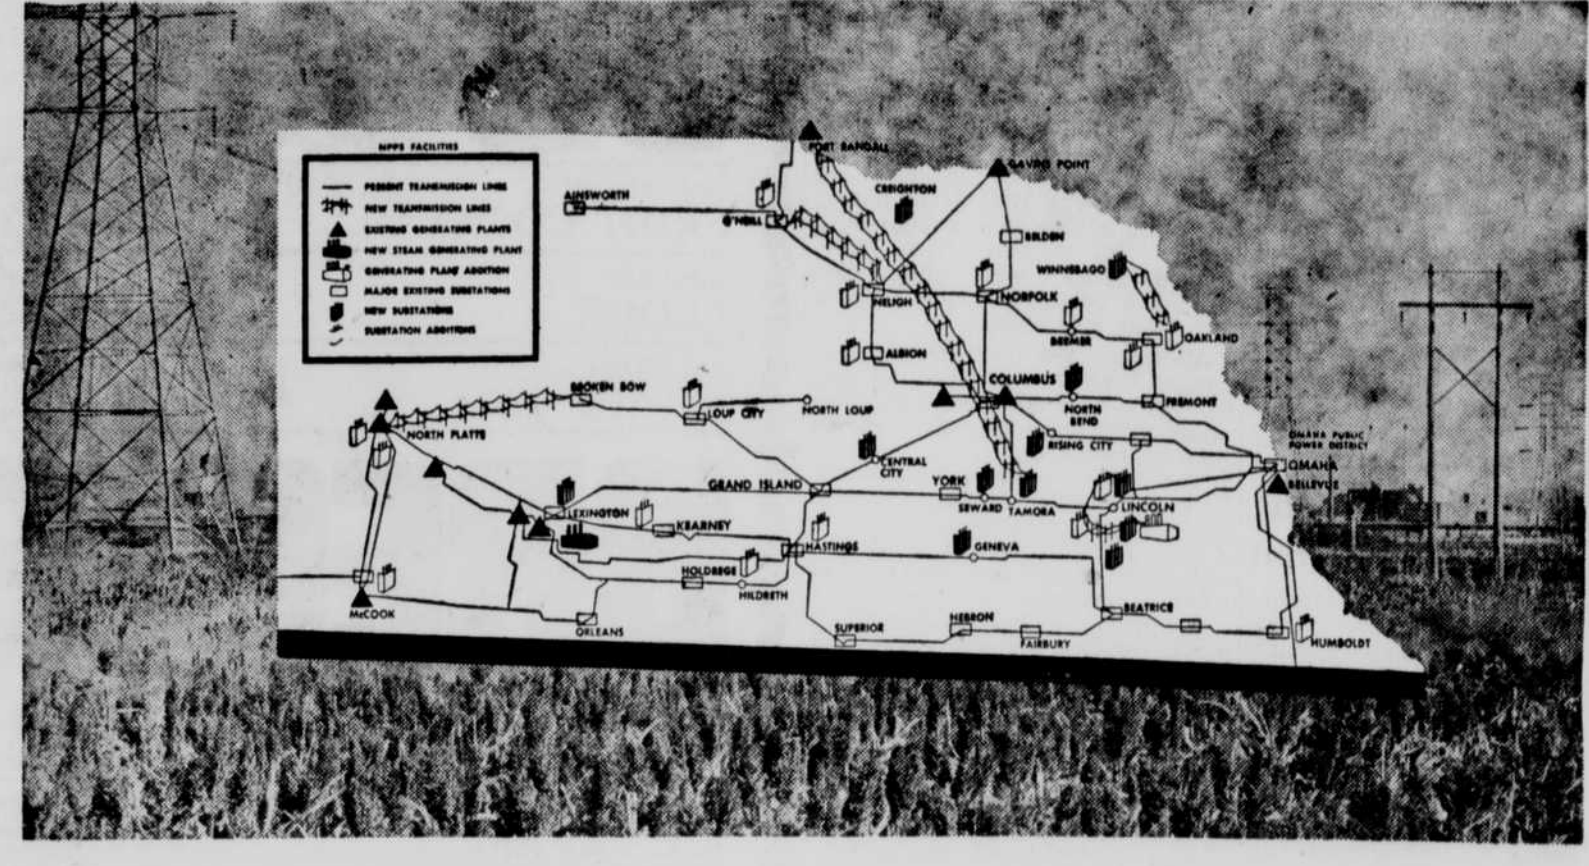 NPPS FACILITIES
PRESENT TRANSMISSION LINES
NEW TRANSMISSION LINES
EXISTING GENERATING PLANTS
NEW STEAM GENERATING PLANT
GENERATING PLANT ADDITION
MAJOR EXISTING SUBSTATIONS
NEW SUBSTATIONS
SUBSTATION ADDITIONS
FORT RANDALL
GAVINS POINT
AINSWORTH
CREIGHTON
O'NEILL
BELDEN
WINNEBAGO
NELIGH
NORFOLK
BEEMER
OAKLAND
ALBION
COLUMBUS
BROKEN BOW
LOUP CITY
NORTH LOUP
NORTH
BEND
FREMONT
NORTH PLATTE
RISING CITY
OMAHA PUBLIC
POWER DISTRICT
CENTRAL
CITY
OMAHA
GRAND ISLAND
YORK
BELLEVUE
LEXINGTON
SEWARD
TAMORA
LINCOLN
KEARNEY
HASTINGS
GENEVA
HOLDREGE
HILDRETH
McCOOK
ORLEANS
SUPERIOR
HEBRON
FAIRBURY
BEATRICE
HUMBOLDT